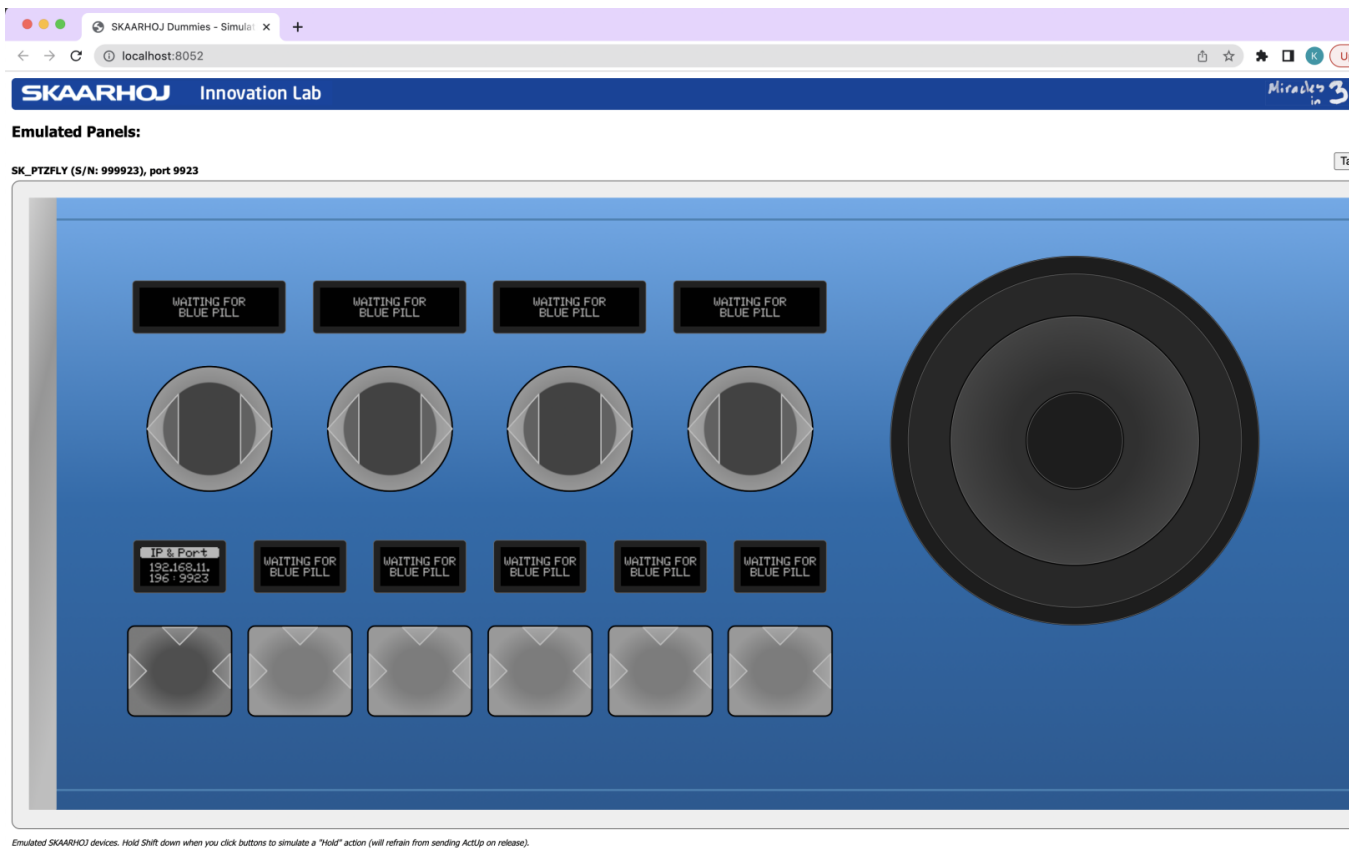 SKAARHOJ Dummies - Simula
localhost:8052
K
SKAARHOJ Innovation Lab
Miracles in 3
Emulated Panels:
SK_PTZFLY (S/N: 999923), port 9923
WAITING FOR
BLUE PILL
WAITING FOR
BLUE PILL
WAITING FOR
BLUE PILL
WAITING FOR
BLUE PILL
IP & Port
192.168.11.
196 : 9923
WAITING FOR
BLUE PILL
WAITING FOR
BLUE PILL
WAITING FOR
BLUE PILL
WAITING FOR
BLUE PILL
WAITING FOR
BLUE PILL
Emulated SKAARHOJ devices. Hold Shift down when you click buttons to simulate a "Hold" action (will refrain from sending ActUp on release).